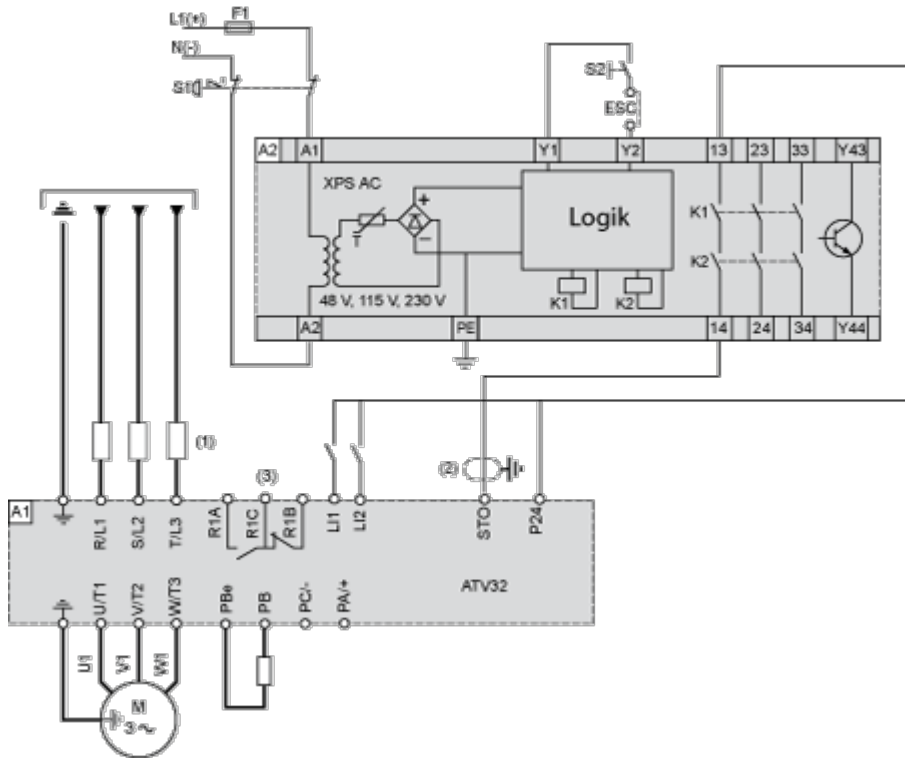 L1(+) F1
N(-)
S1
S2
ESC
A2 A1 Y1 Y2 13 23 33 Y43
XPS AC
+
T
−
Logik
K1
K2
48 V, 115 V, 230 V
K1 K2
A2 PE 14 24 34 Y44
(1)
(2)
(3)
A1
R/L1 S/L2 T/L3 R1A R1C R1B LI1 LI2 STO P24
ATV32
U/T1 V/T2 W/T3 PBe PB PC/- PA/+
U1 V1 W1
M
3~